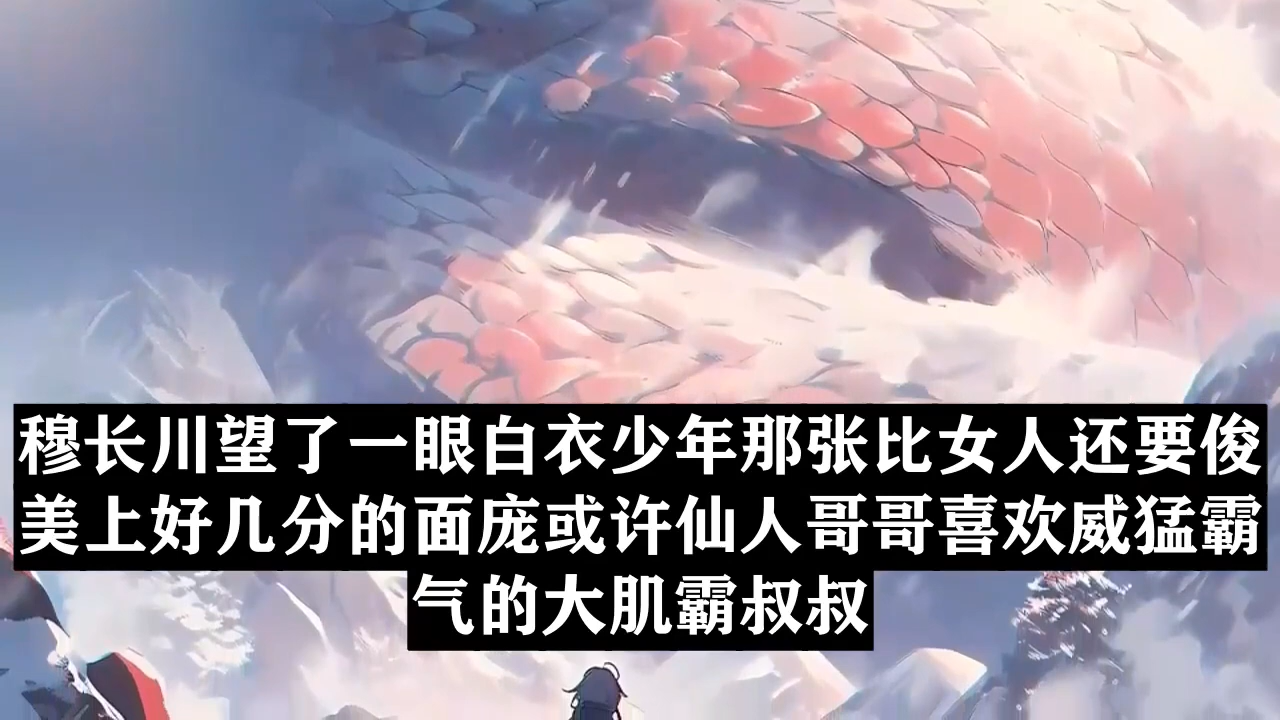 穆长川望了一眼白衣少年那张比女人还要俊
美上好几分的面庞或许仙人哥哥喜欢威猛霸
气的大肌霸叔叔